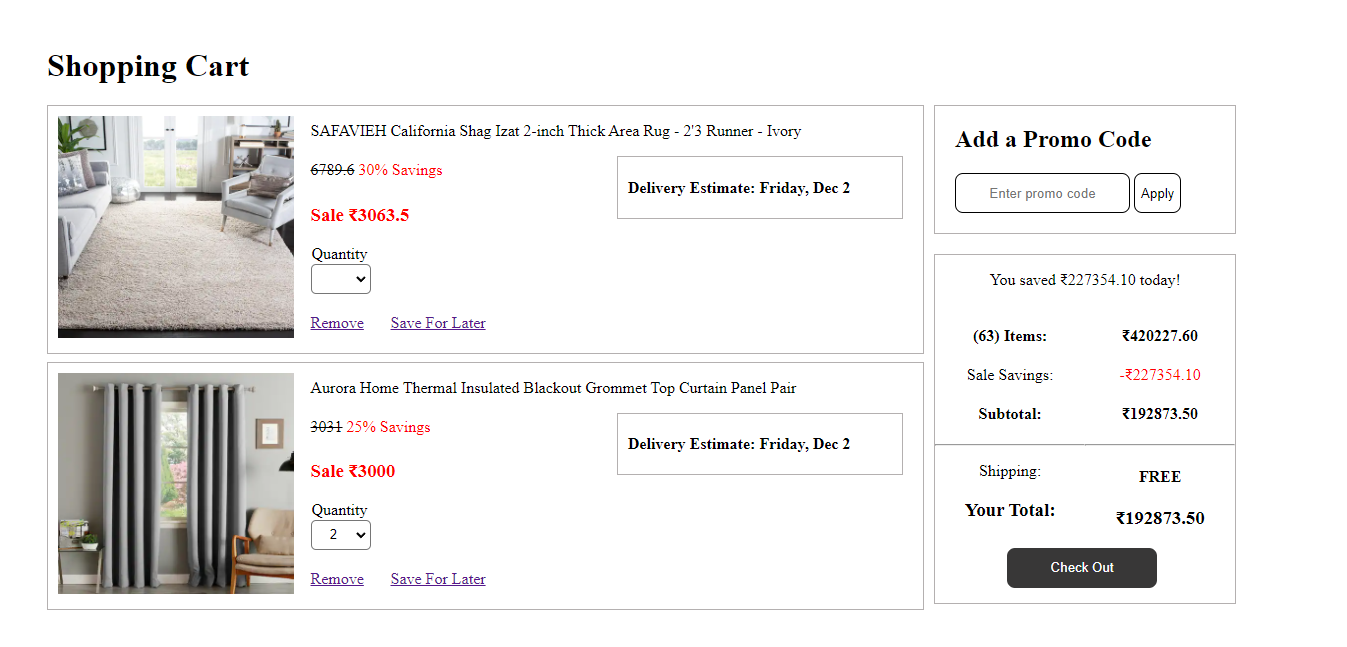 Shopping Cart
SAFAVIEH California Shag Izat 2-inch Thick Area Rug - 2'3 Runner - Ivory
6789.6 30% Savings
Delivery Estimate: Friday, Dec 2
Sale ₹3063.5
Quantity
Remove Save For Later
Aurora Home Thermal Insulated Blackout Grommet Top Curtain Panel Pair
3031 25% Savings
Delivery Estimate: Friday, Dec 2
Sale ₹3000
Quantity
2
Remove Save For Later
Add a Promo Code
Enter promo code Apply
You saved ₹227354.10 today!
(63) Items: ₹420227.60
Sale Savings: -₹227354.10
Subtotal: ₹192873.50
Shipping: FREE
Your Total: ₹192873.50
Check Out